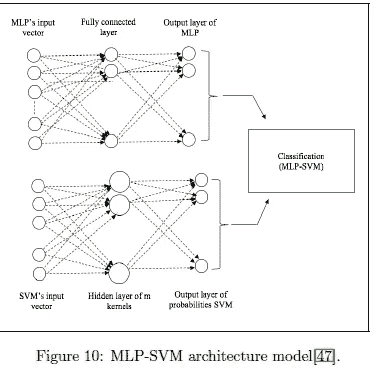 MLP's input
vector
Fully connected
layer
Output layer of
MLP
Classification
(MLP-SVM)
SVM's input
vector
Hidden layer of m
kernels
Output layer of
probabilities SVM
Figure 10: MLP-SVM architecture model[47].